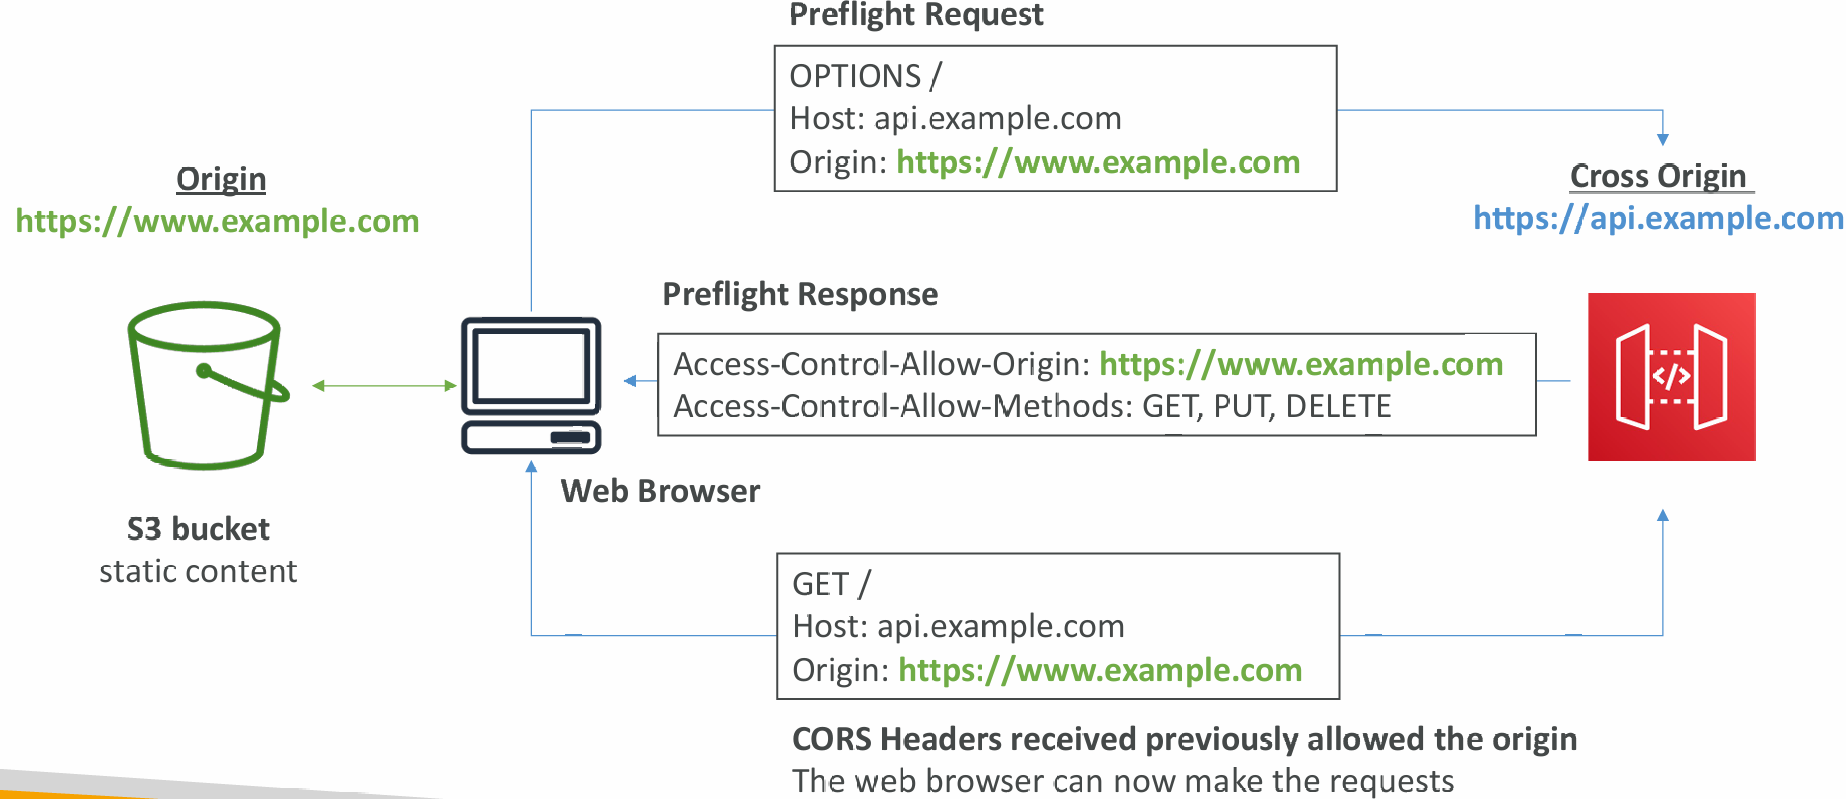 Preflight Request
OPTIONS /
Host: api.example.com
Origin: https://www.example.com
Origin
https://www.example.com
Cross Origin
https://api.example.com
Preflight Response
Access-Control-Allow-Origin: https://www.example.com
Access-Control-Allow-Methods: GET, PUT, DELETE
</>
Web Browser
S3 bucket
static content
GET /
Host: api.example.com
Origin: https://www.example.com
CORS Headers received previously allowed the origin
The web browser can now make the requests